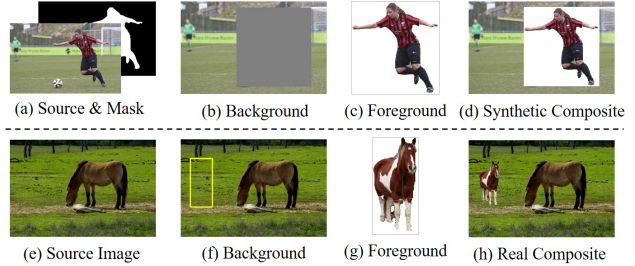 (a) Source & Mask (b) Background (c) Foreground (d) Synthetic Composite
(e) Source Image (f) Background (g) Foreground (h) Real Composite